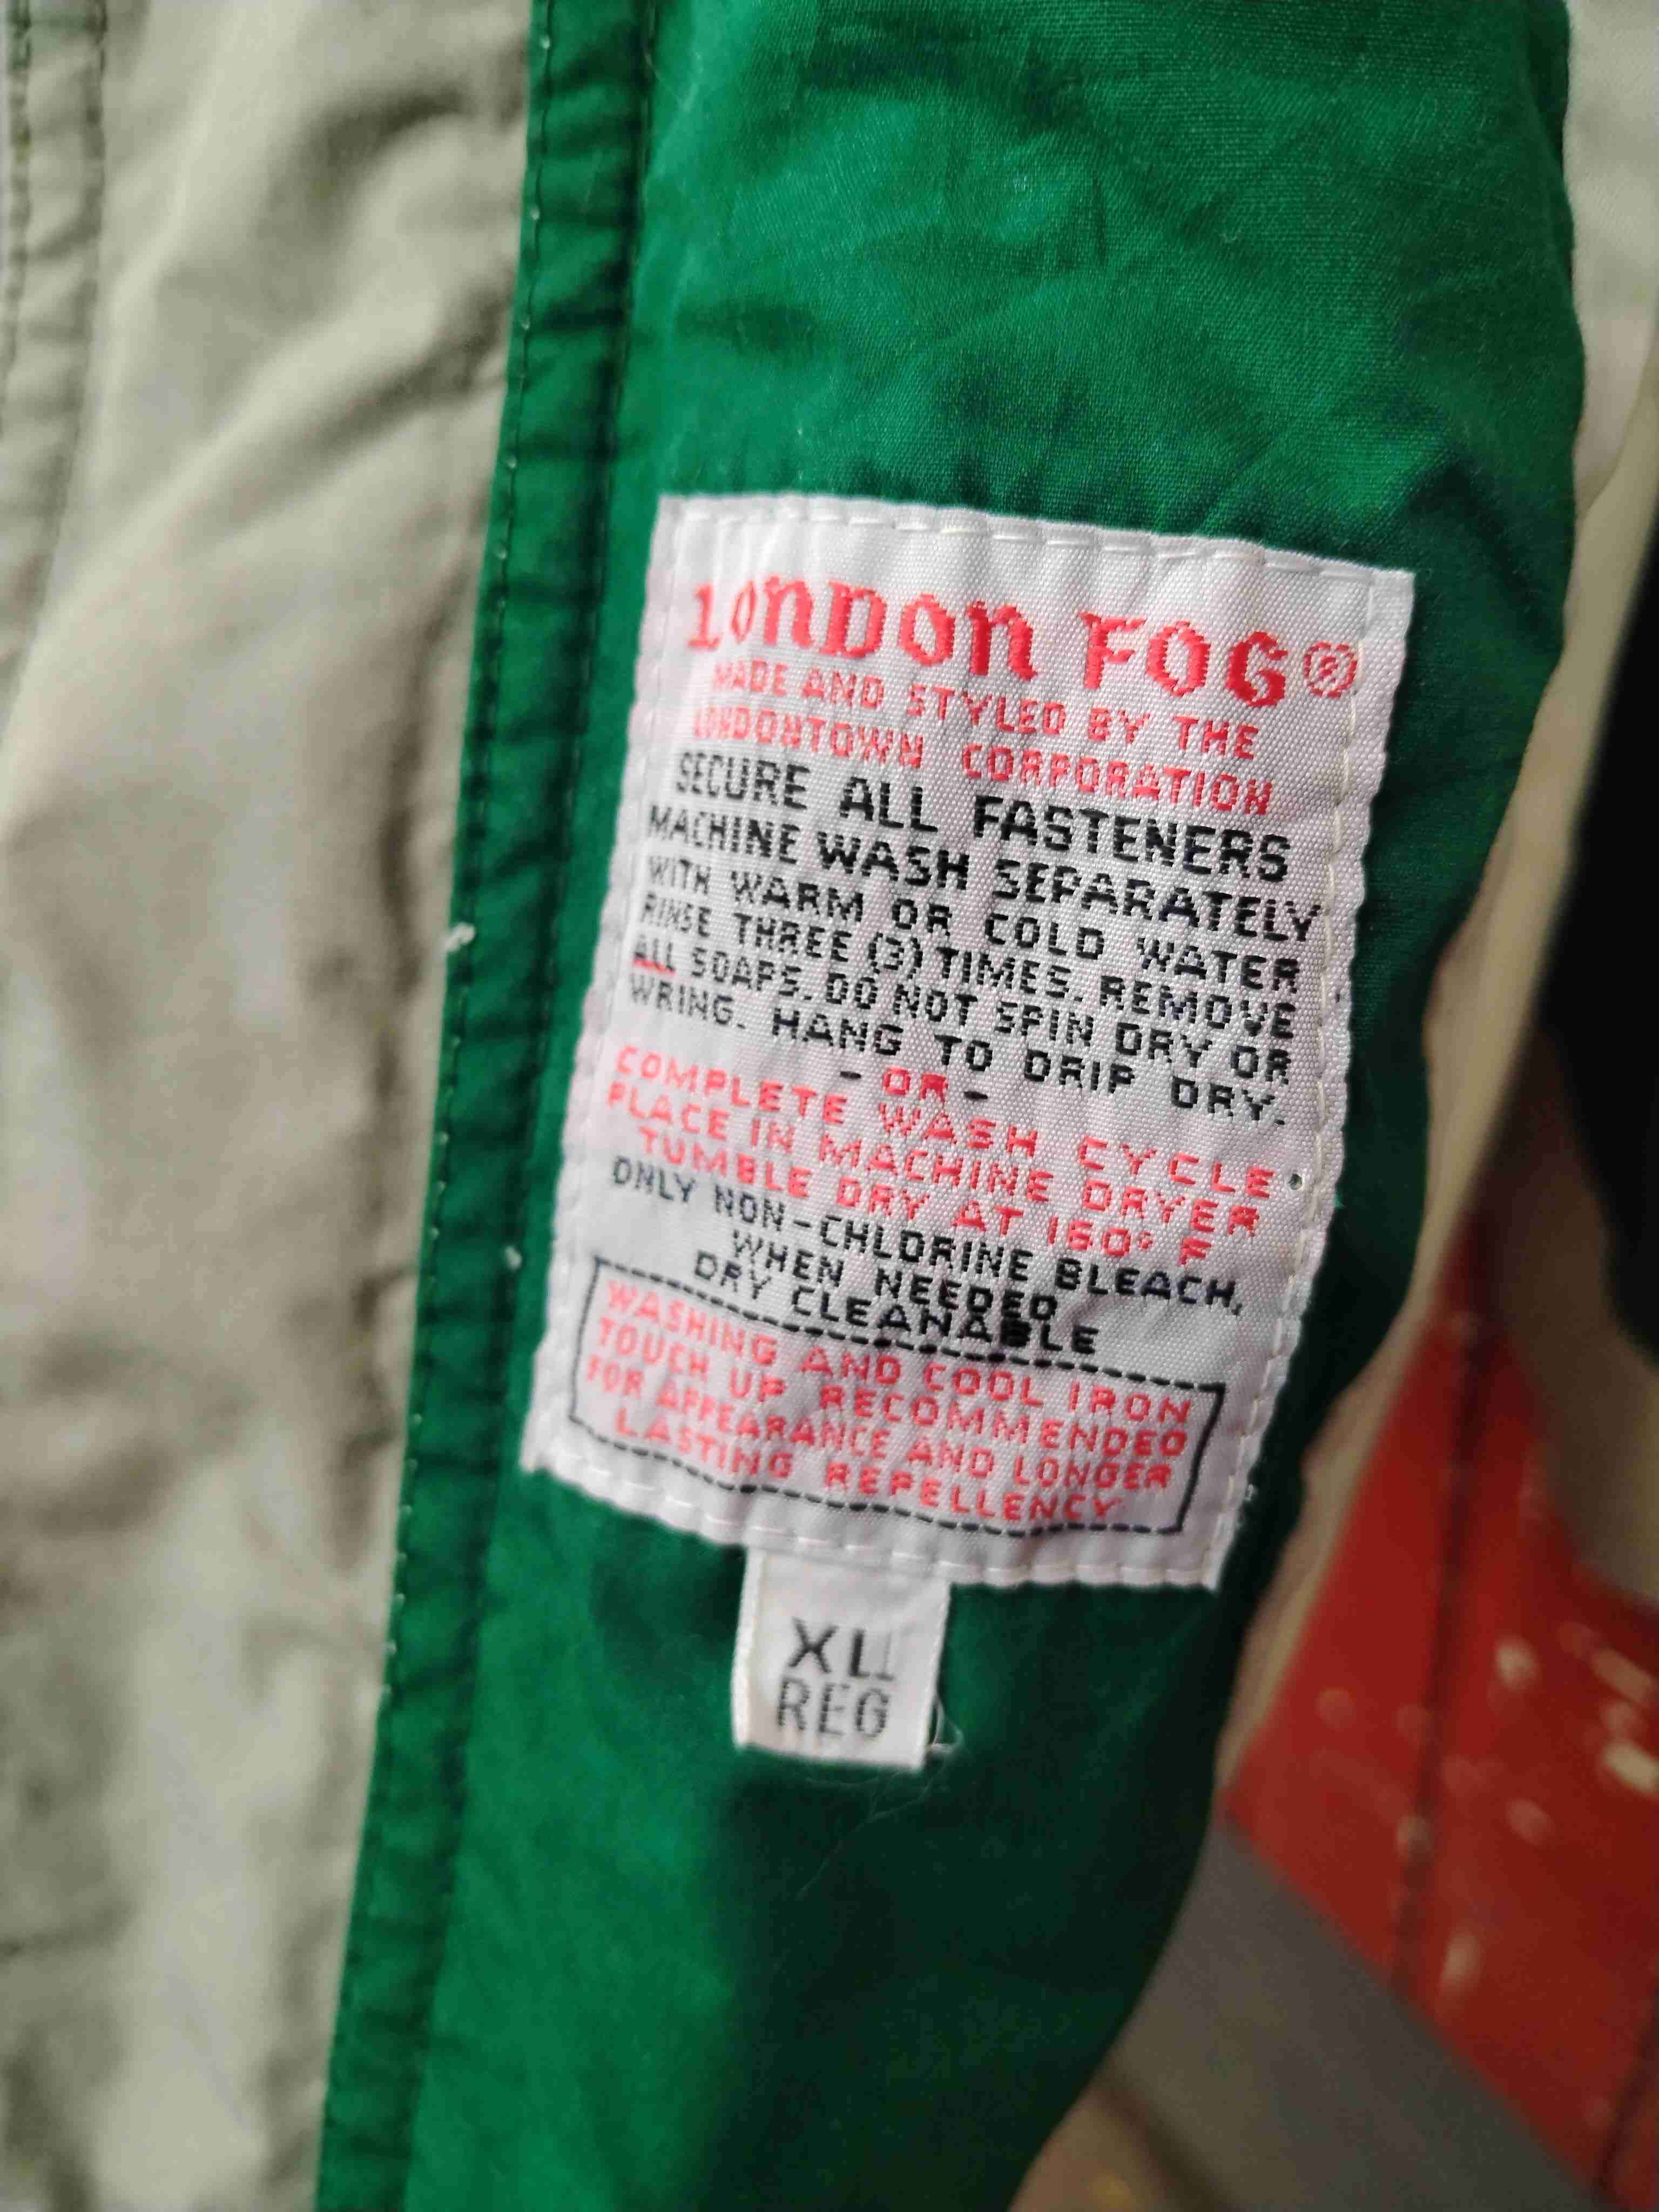 LONDON FOG®
MADE AND STYLED BY THE
LONDONTOWN CORPORATION
SECURE ALL FASTENERS
MACHINE WASH SEPARATELY
WITH WARM OR COLD WATER
RINSE THREE (3) TIMES. REMOVE
ALL SOAPS. DO NOT SPIN DRY OR
WRING. HANG TO DRIP DRY.
- OR -
COMPLETE WASH CYCLE.
PLACE IN MACHINE DRYER
TUMBLE DRY AT 160° F
ONLY NON-CHLORINE BLEACH,
WHEN NEEDED
DRY CLEANABLE
WASHING AND COOL IRON
TOUCH UP RECOMMENDED
FOR APPEARANCE AND LONGER
LASTING REPELLENCY
XL
REG